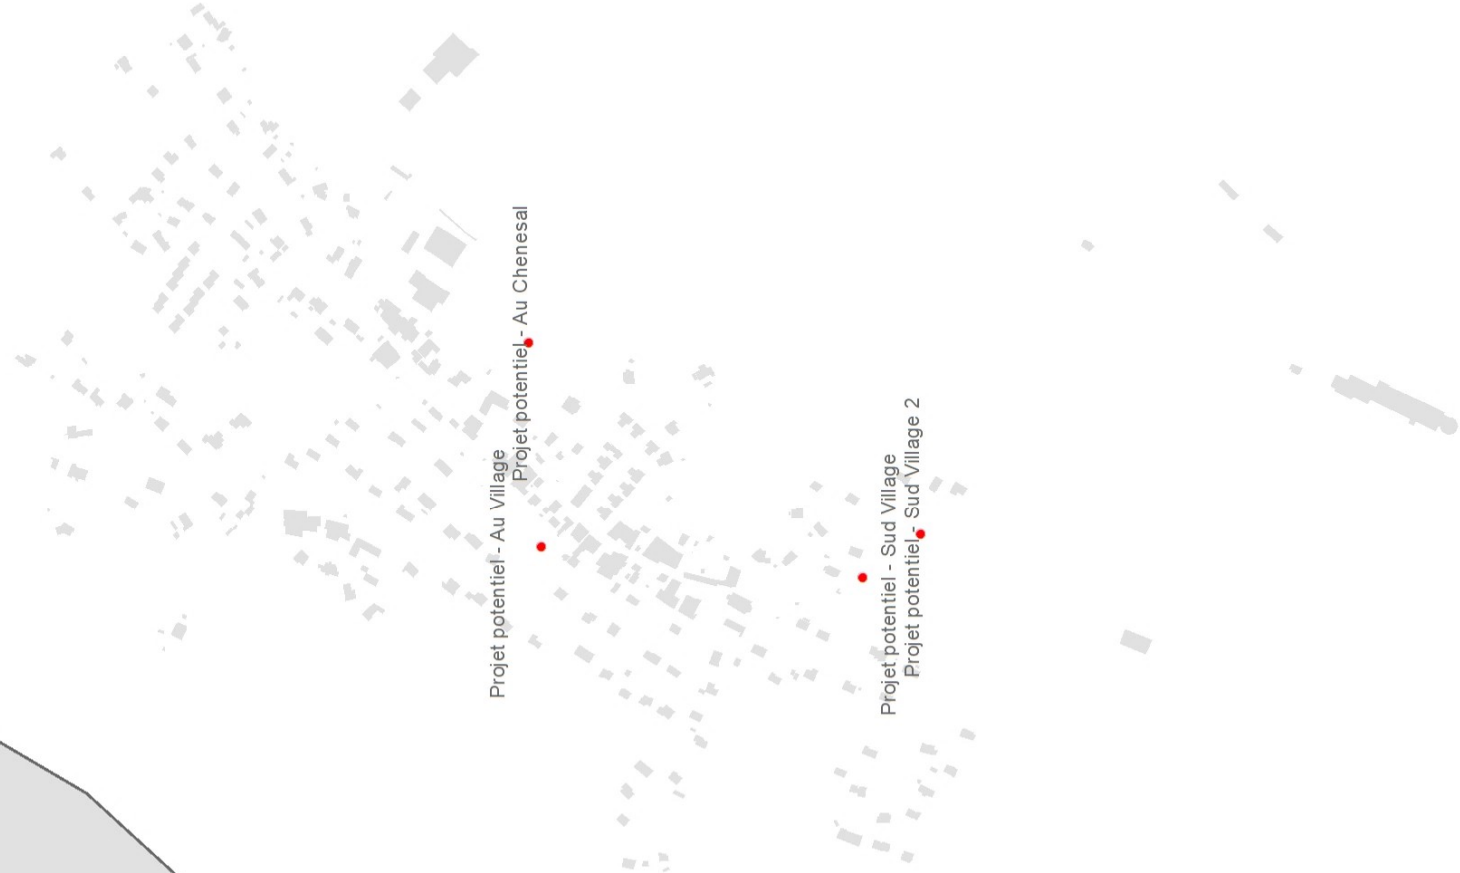 Projet potentiel - Au Village
Projet potentiel - Au Chenesal
Projet potentiel - Sud Village
Projet potentiel - Sud Village 2